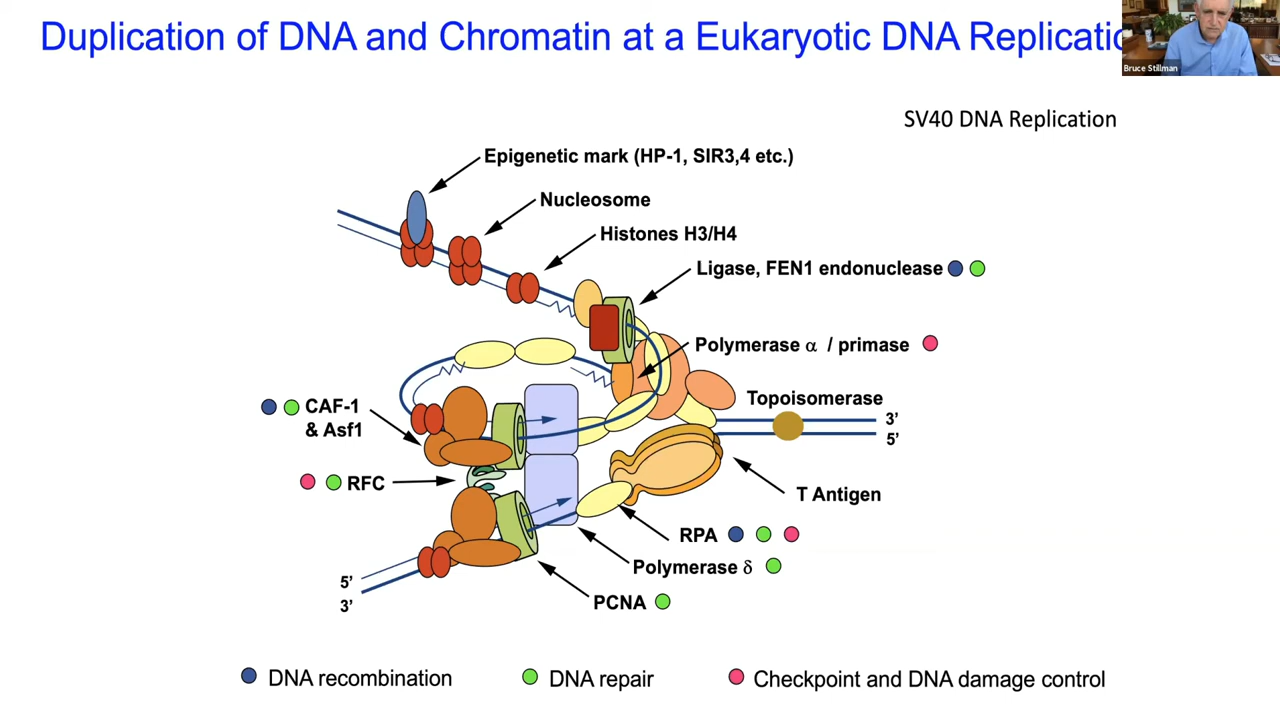 Duplication of DNA and Chromatin at a Eukaryotic DNA
Bruce Stillman
SV40 DNA Replication
Epigenetic mark (HP-1, SIR3,4 etc.)
Nucleosome
Histones H3/H4
Ligase, FEN1 endonuclease
Polymerase α / primase
Topoisomerase
3’
5’
CAF-1
& Asf1
RFC
T Antigen
RPA
Polymerase δ
5’
3’
PCNA
DNA recombination
DNA repair
Checkpoint and DNA damage control